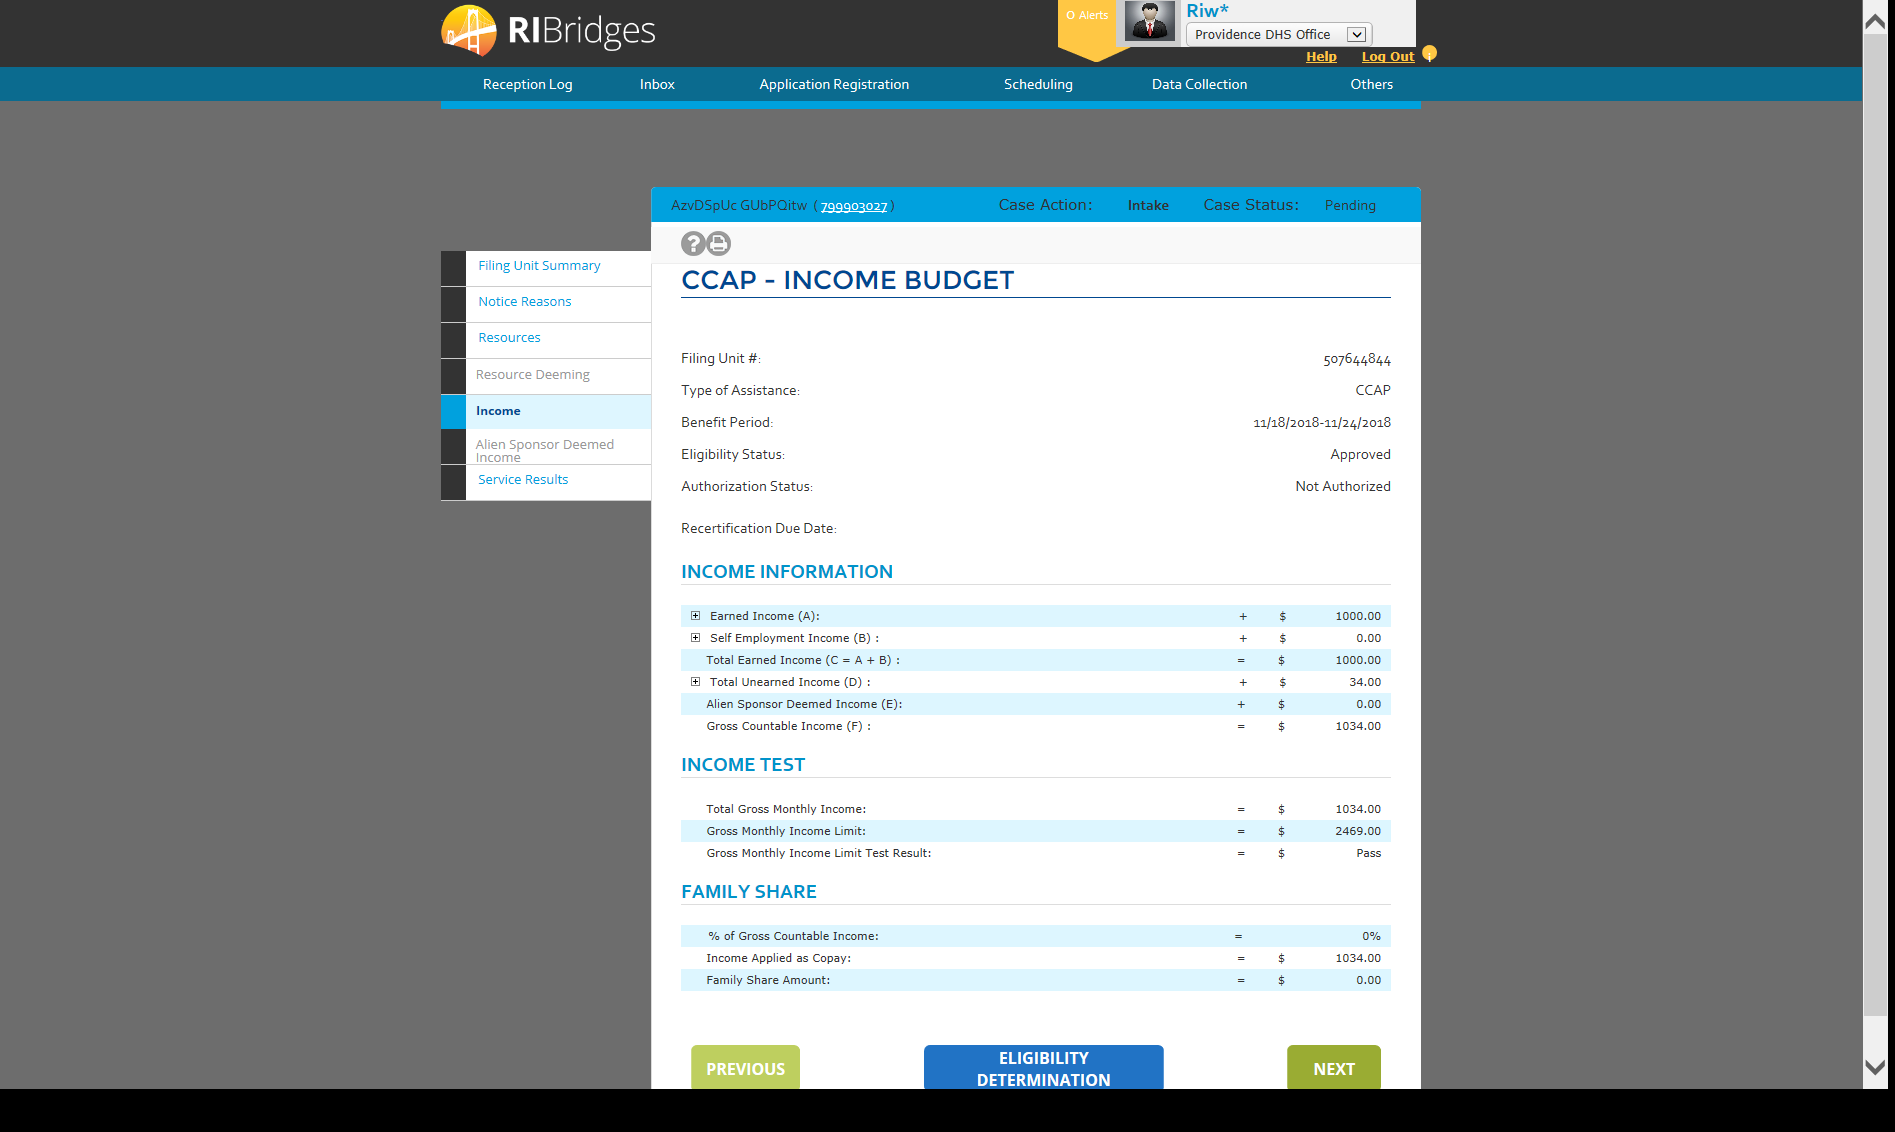 RIBridges
0 Alerts
Riw*
Providence DHS Office
Help Log Out
Reception Log Inbox Application Registration Scheduling Data Collection Others
AzvDSpUc GUbPQitw ( 799903027 ) Case Action: Intake Case Status: Pending
Filing Unit Summary
Notice Reasons
Resources
Resource Deeming
Income
Alien Sponsor Deemed
Income
Service Results
CCAP - INCOME BUDGET
Filing Unit #: 507644844
Type of Assistance: CCAP
Benefit Period: 11/18/2018-11/24/2018
Eligibility Status: Approved
Authorization Status: Not Authorized
Recertification Due Date:
INCOME INFORMATION
Earned Income (A): + $ 1000.00
Self Employment Income (B) : + $ 0.00
Total Earned Income (C = A + B) : = $ 1000.00
Total Unearned Income (D) : + $ 34.00
Alien Sponsor Deemed Income (E): + $ 0.00
Gross Countable Income (F) : = $ 1034.00
INCOME TEST
Total Gross Monthly Income: = $ 1034.00
Gross Monthly Income Limit: = $ 2469.00
Gross Monthly Income Limit Test Result: = $ Pass
FAMILY SHARE
% of Gross Countable Income: = 0%
Income Applied as Copay: = $ 1034.00
Family Share Amount: = $ 0.00
PREVIOUS
ELIGIBILITY
DETERMINATION
NEXT